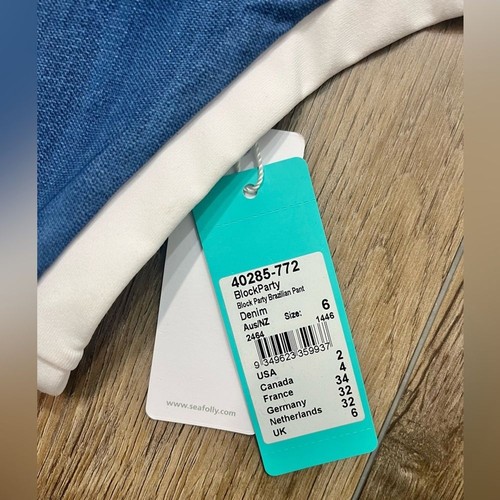 40285-772
BlockParty
Block Party Brazilian Pant
Denim
Aus/NZ Size: 6
2464 1446
9 349623 359937
USA 2
Canada 4
France 34
Germany 32
Netherlands 32
UK 6
www.seafolly.com